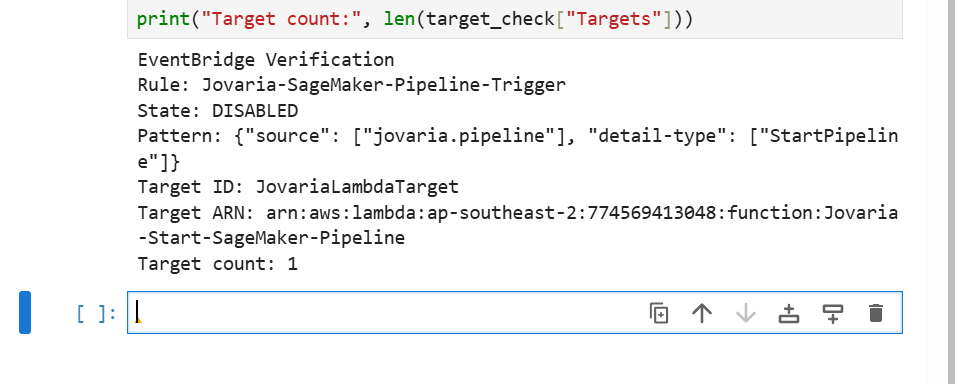 print("Target count:", len(target_check["Targets"]))
EventBridge Verification
Rule: Jovaria-SageMaker-Pipeline-Trigger
State: DISABLED
Pattern: {"source": ["jovaria.pipeline"], "detail-type": ["StartPipelin
e"]}
Target ID: JovariaLambdaTarget
Target ARN: arn:aws:lambda:ap-southeast-2:774569413048:function:Jovaria
-Start-SageMaker-Pipeline
Target count: 1
[ ]: